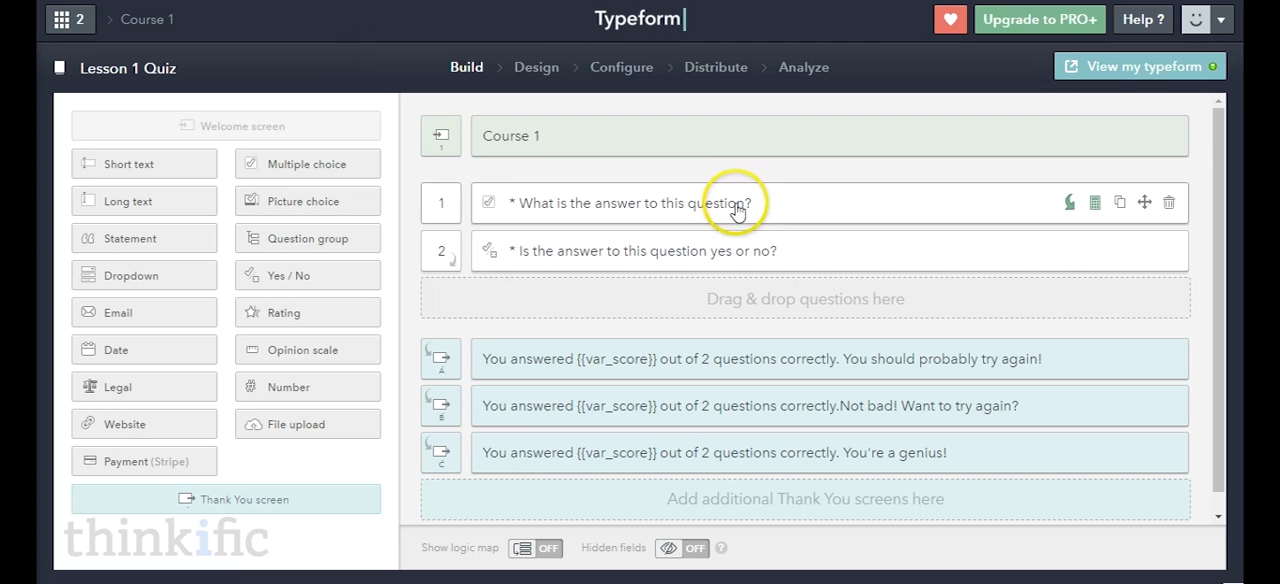 2 > Course 1
Typeform
Upgrade to PRO+
Help ?
Lesson 1 Quiz
Build > Design > Configure > Distribute > Analyze
View my typeform
Welcome screen
Short text
Multiple choice
Long text
Picture choice
Statement
Question group
Dropdown
Yes / No
Email
Rating
Date
Opinion scale
Legal
Number
Website
File upload
Payment (Stripe)
Thank You screen
thinkific
1
Course 1
1
* What is the answer to this question?
2
* Is the answer to this question yes or no?
Drag & drop questions here
A
You answered {{var_score}} out of 2 questions correctly. You should probably try again!
B
You answered {{var_score}} out of 2 questions correctly.Not bad! Want to try again?
C
You answered {{var_score}} out of 2 questions correctly. You're a genius!
Add additional Thank You screens here
Show logic map
OFF
Hidden fields
OFF
?